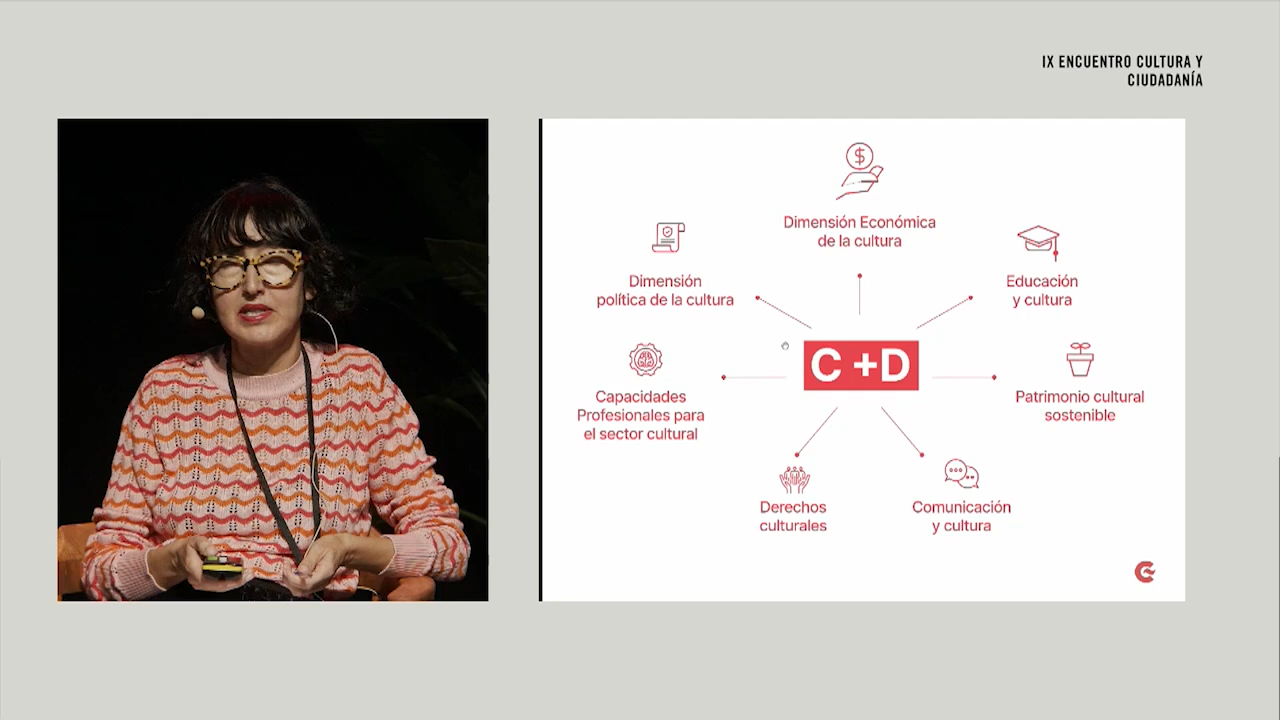 IX ENCUENTRO CULTURA Y
CIUDADANÍA
Dimensión Económica
de la cultura
Dimensión
política de la cultura
Educación
y cultura
C +D
Capacidades
Profesionales para
el sector cultural
Patrimonio cultural
sostenible
Derechos
culturales
Comunicación
y cultura